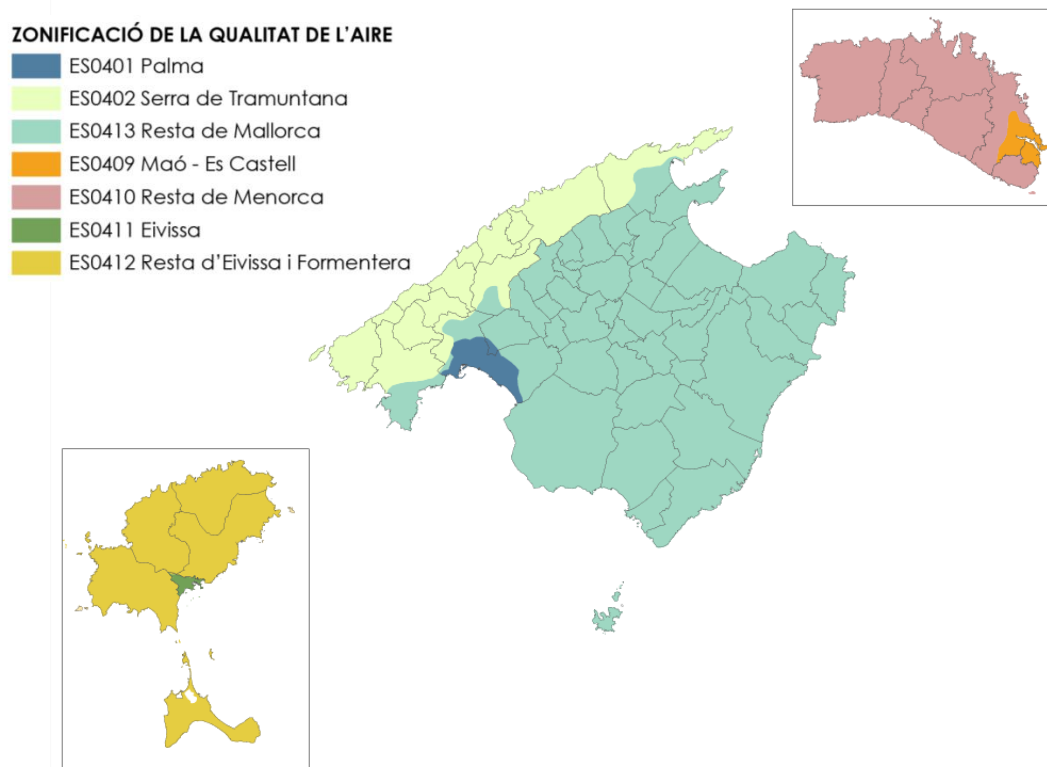 ZONIFICACIÓ DE LA QUALITAT DE L'AIRE
ES0401 Palma
ES0402 Serra de Tramuntana
ES0413 Resta de Mallorca
ES0409 Maó - Es Castell
ES0410 Resta de Menorca
ES0411 Eivissa
ES0412 Resta d'Eivissa i Formentera